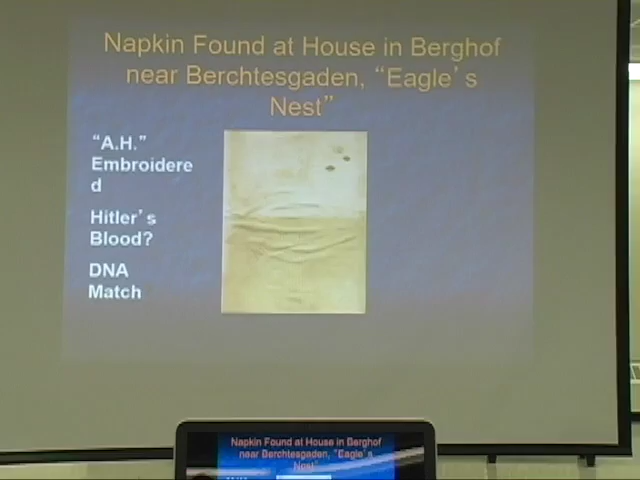 Napkin Found at House in Berghof
near Berchtesgaden, “Eagle’s
Nest”
“A.H.”
Embroidere
d
Hitler’s
Blood?
DNA
Match
Napkin Found at House in Berghof
near Berchtesgaden, “Eagle’s
Nest”